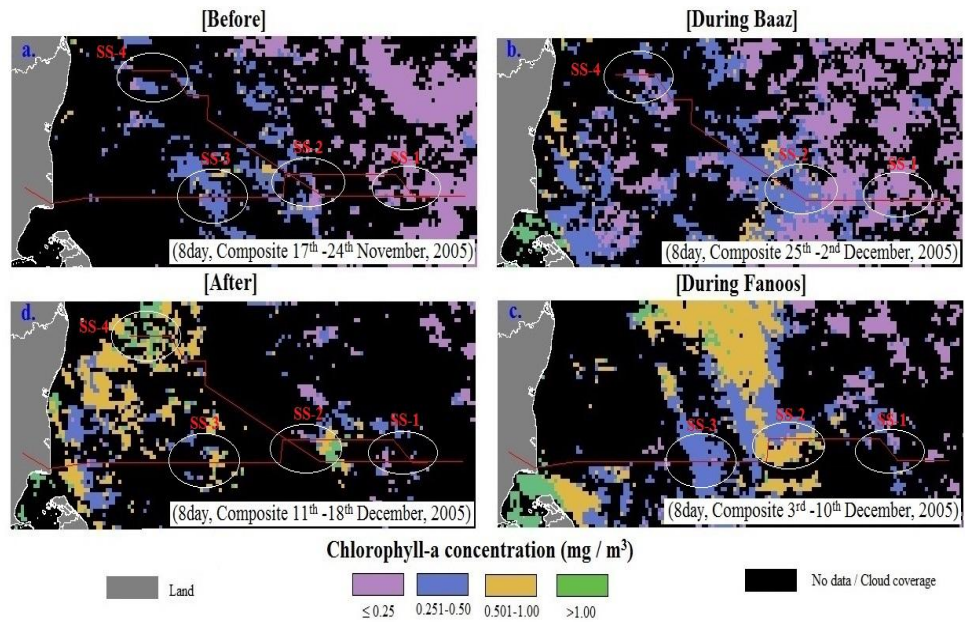 [Before]
[During Baaz]
a.
SS-4
SS-3
SS-2
SS-1
(8day, Composite 17th -24th November, 2005)
b.
SS-4
SS-2
SS-1
(8day, Composite 25th -2nd December, 2005)
[After]
[During Fanoos]
d.
SS-4
SS-3
SS-2
SS-1
(8day, Composite 11th -18th December, 2005)
c.
SS-3
SS-2
SS-1
(8day, Composite 3rd -10th December, 2005)
Chlorophyll-a concentration (mg / m³)
Land
≤ 0.25
0.251-0.50
0.501-1.00
>1.00
No data / Cloud coverage